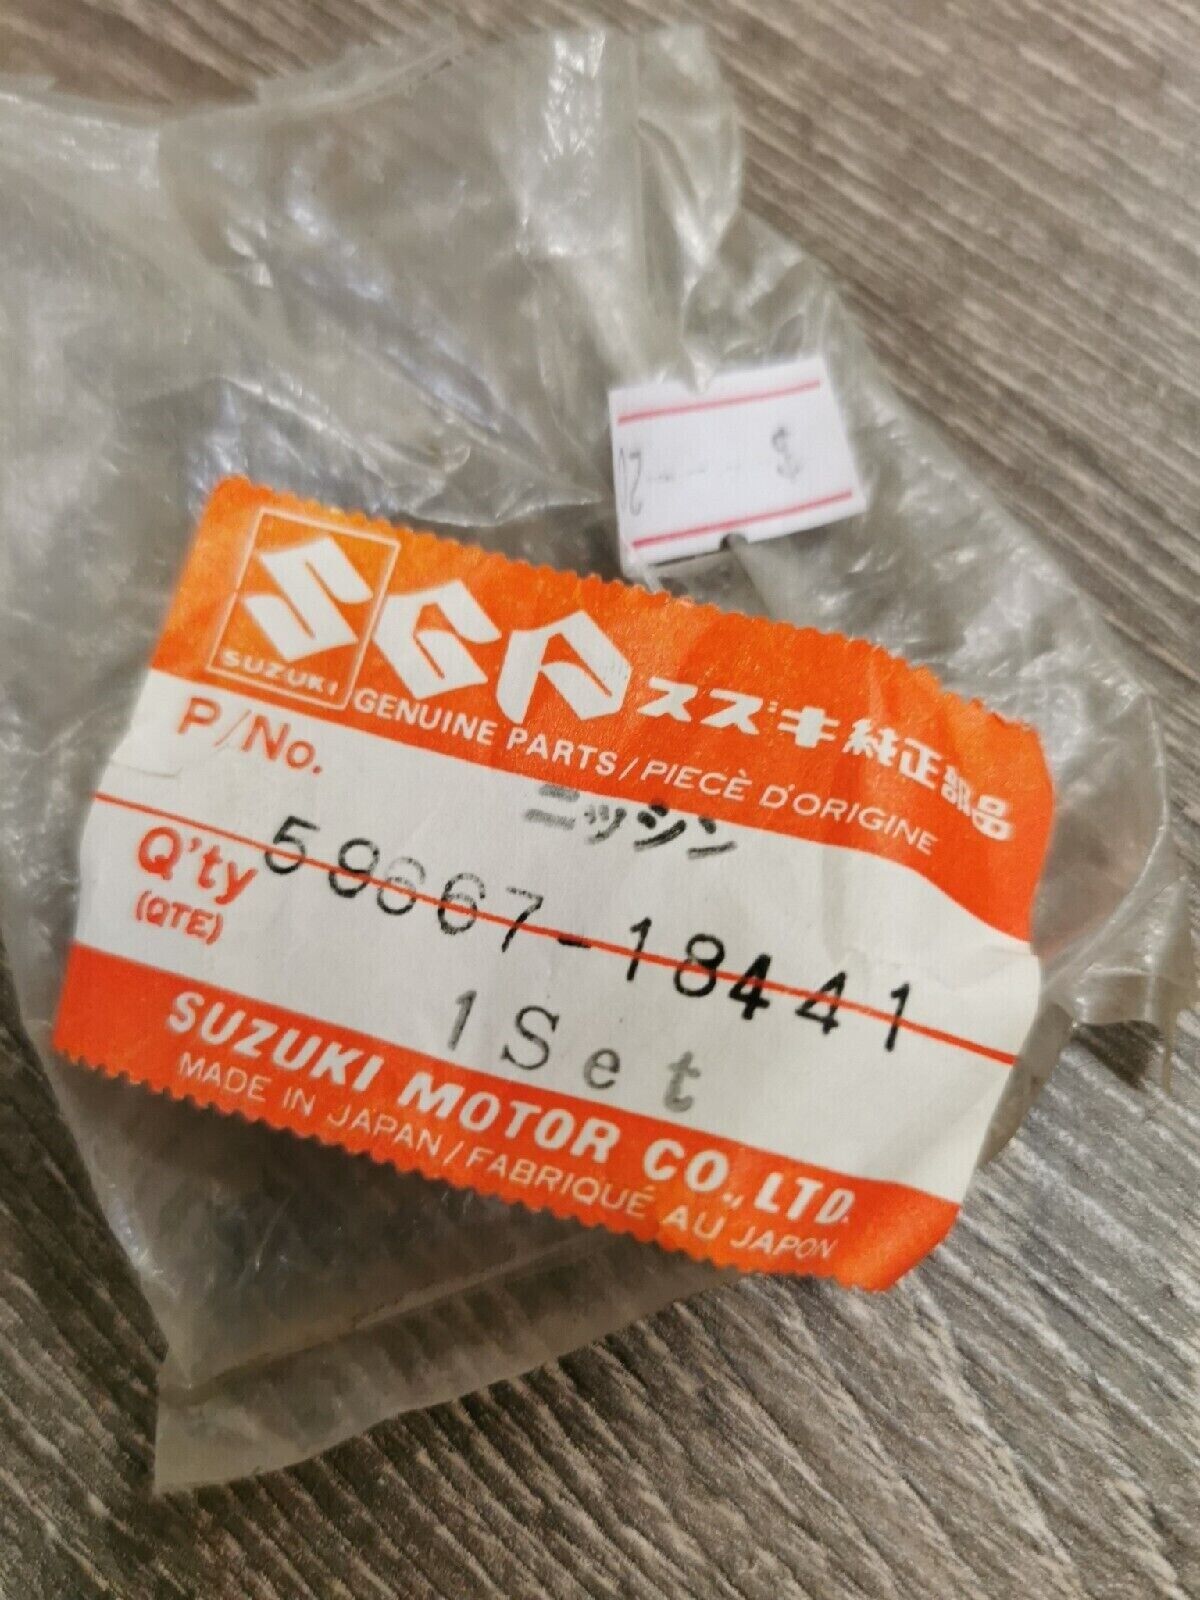 SUZUKI
SGP スズキ純正部品
GENUINE PARTS/PIECÈ D'ORIGINE
P/No.
ニッシン
59667-18441
Q'ty
(QTE)
1Set
SUZUKI MOTOR CO.,LTD.
MADE IN JAPAN/FABRIQUÉ AU JAPON